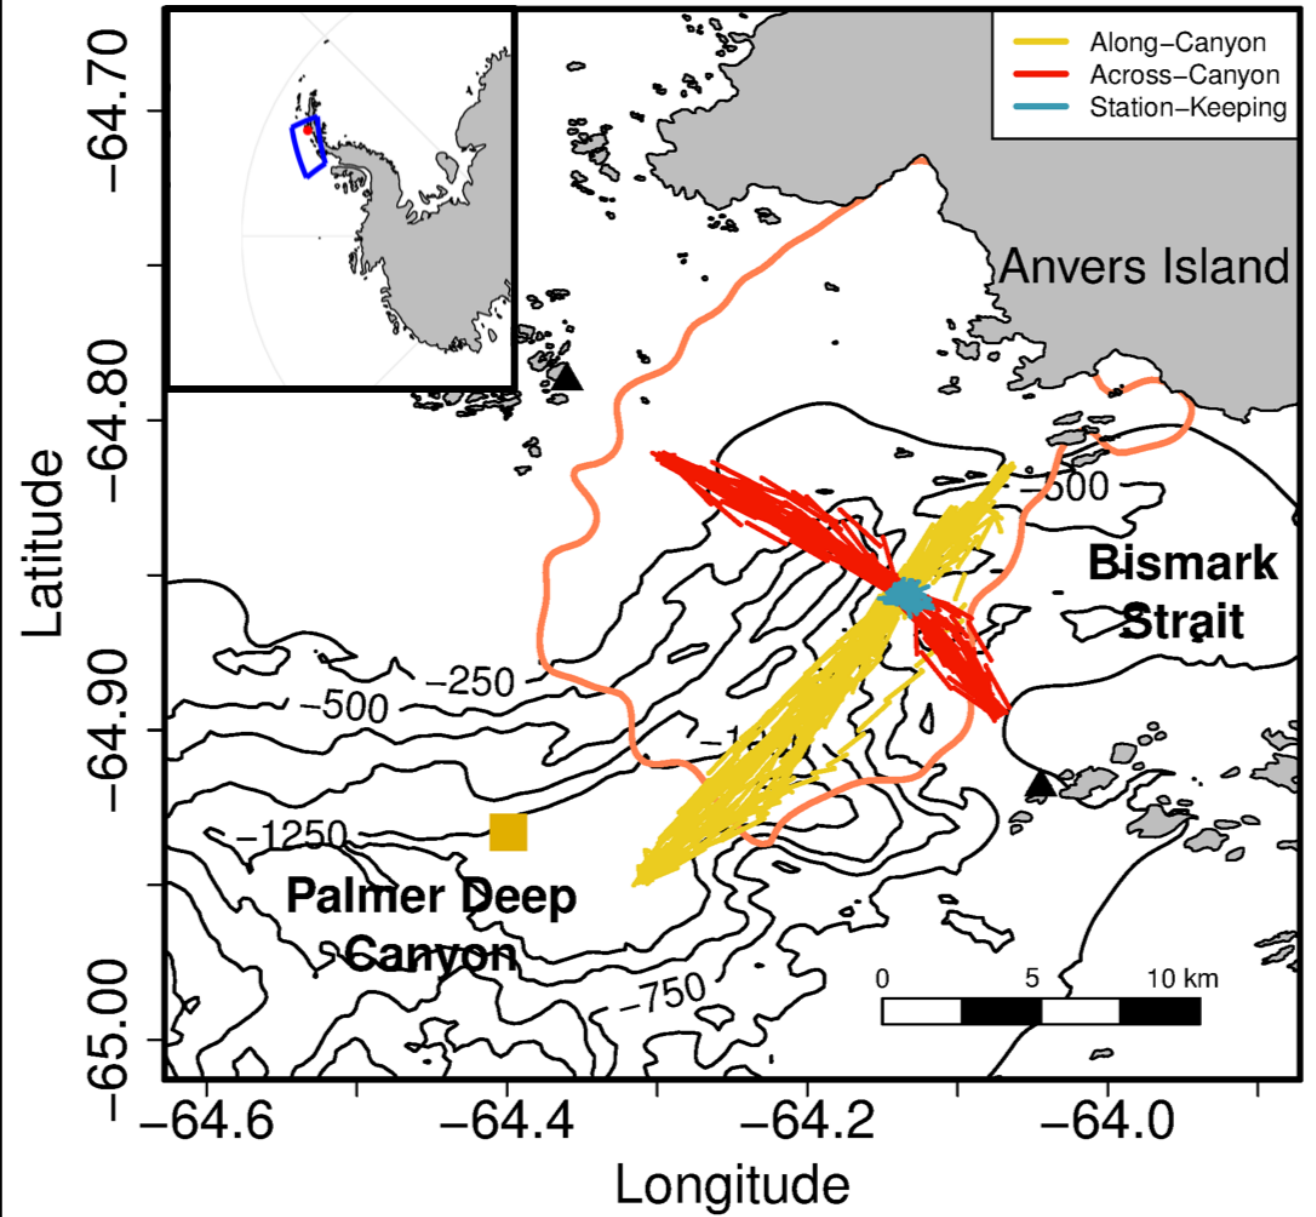 Along−Canyon
Across−Canyon
Station−Keeping
Anvers Island
−500
Bismark
Strait
−250
−500
−1250
Palmer Deep
Canyon
−750
0 5 10 km
−64.70
−64.80
−64.90
−65.00
Latitude
−64.6 −64.4 −64.2 −64.0
Longitude